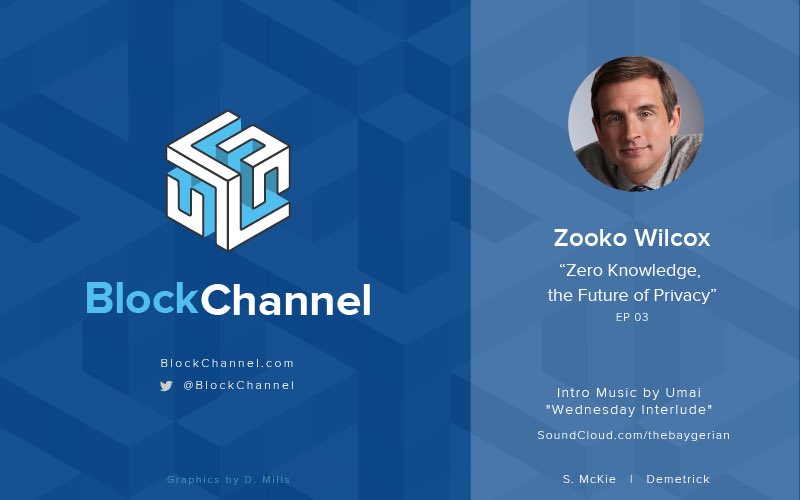 BlockChannel
BlockChannel.com
@BlockChannel
Graphics by D. Mills
Zooko Wilcox
“Zero Knowledge,
the Future of Privacy”
EP 03
Intro Music by Umai
"Wednesday Interlude"
SoundCloud.com/thebaygerian
S. McKie | Demetrick